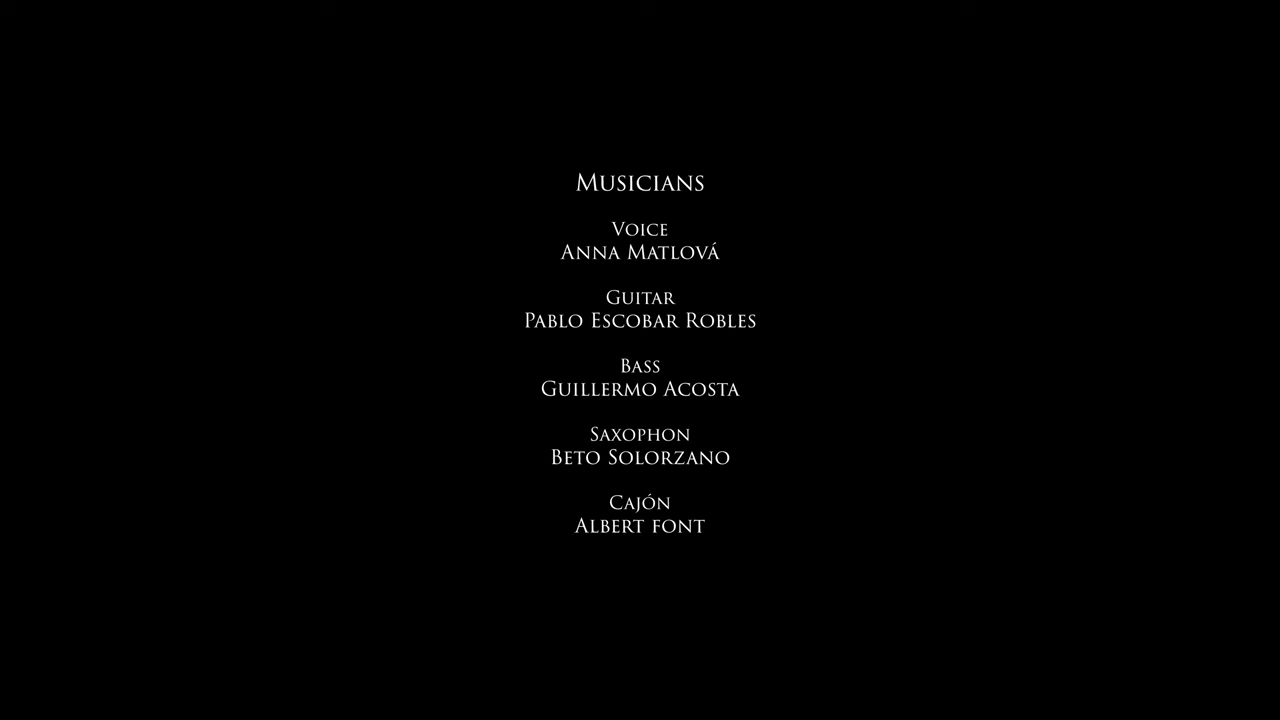 Musicians
Voice
Anna Matlová
Guitar
Pablo Escobar Robles
Bass
Guillermo Acosta
Saxophon
Beto Solorzano
Cajón
Albert font